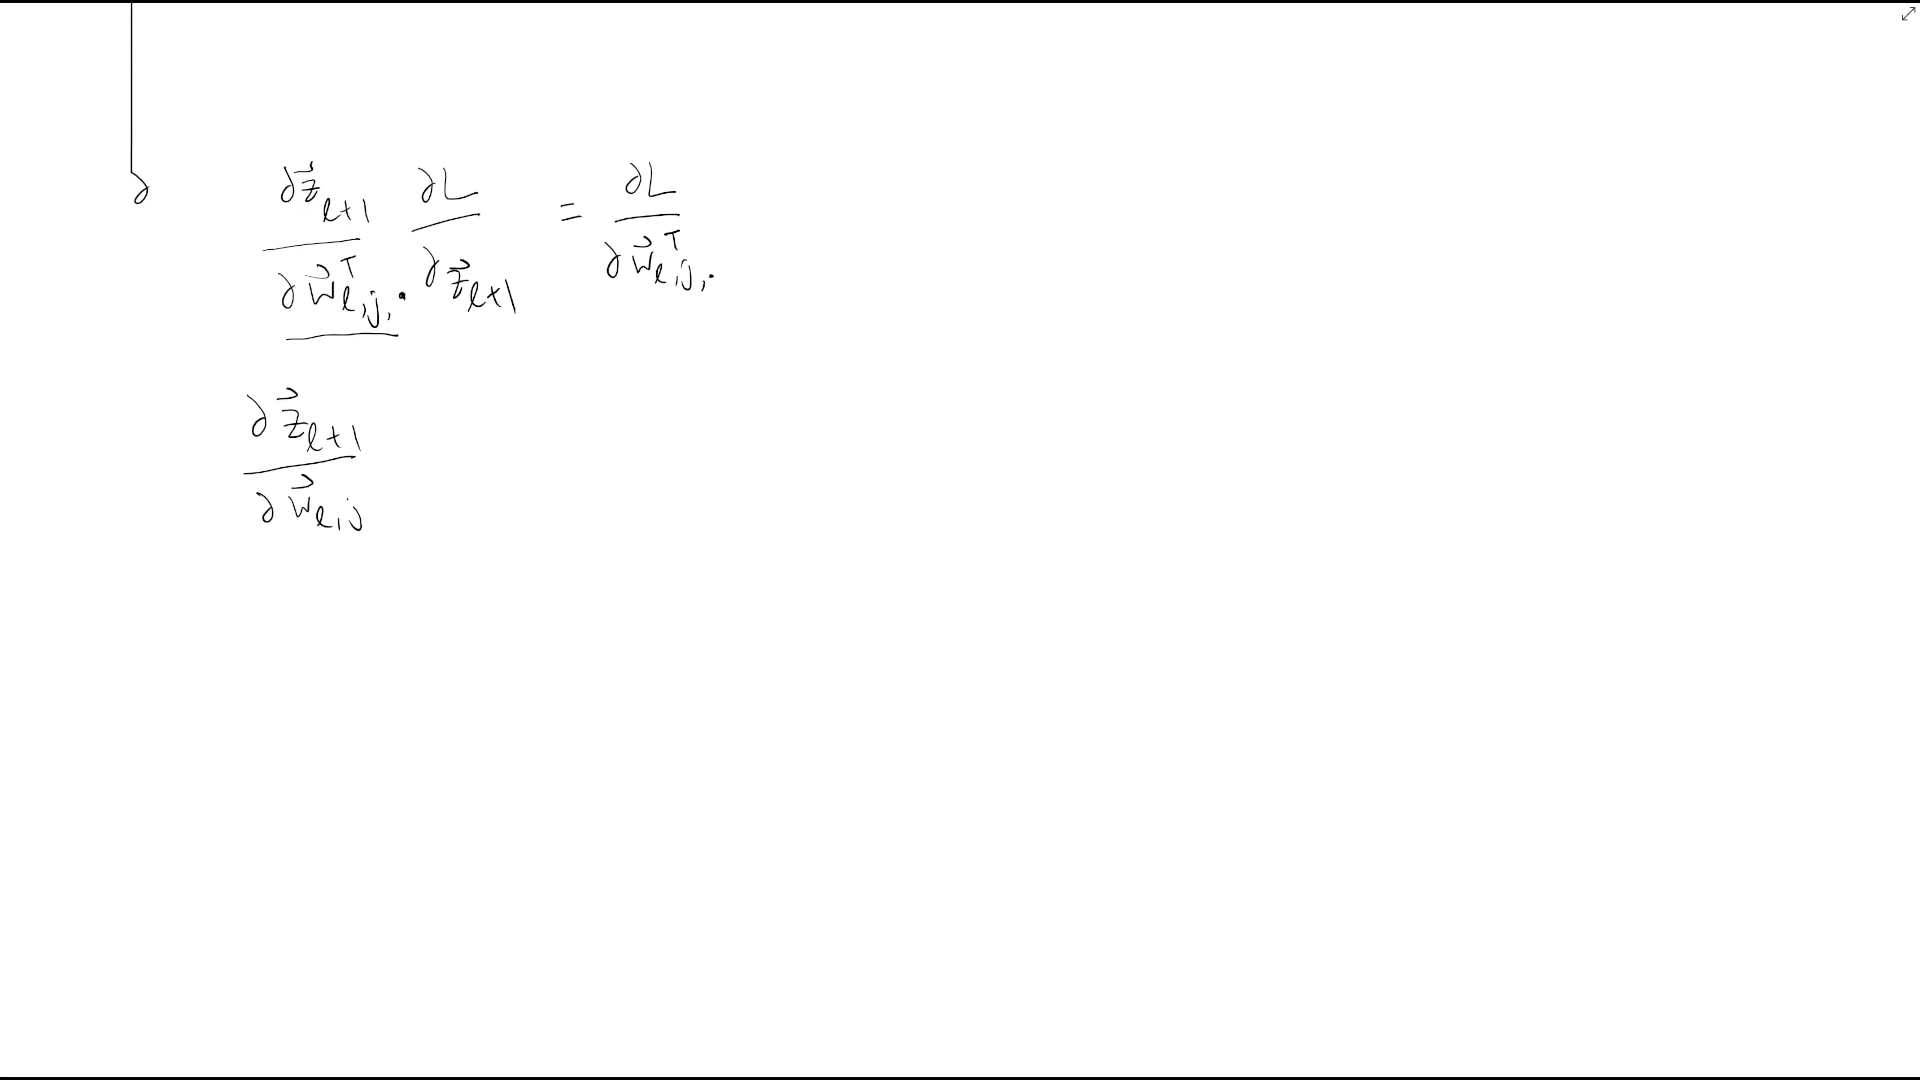 ∂
∂z⃗_{ℓ+1} / ∂w⃗^T_{ℓ,j,·} ∂L / ∂z⃗_{ℓ+1} = ∂L / ∂w⃗^T_{ℓ,j,·}
∂z⃗_{ℓ+1} / ∂w⃗_{ℓ,j}